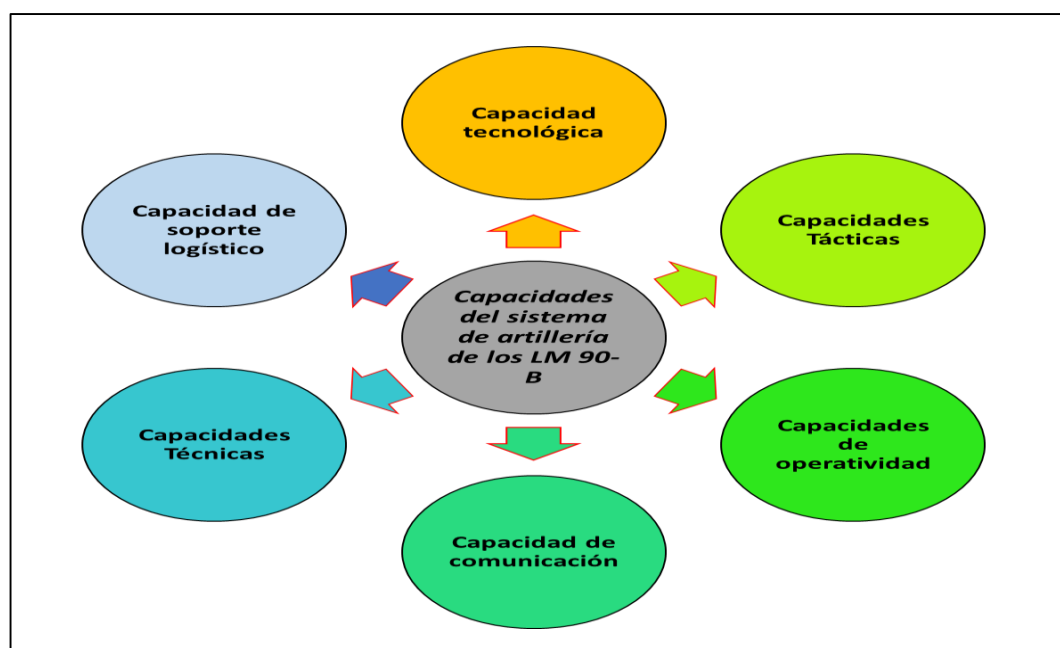 Capacidad
tecnológica
Capacidades
Tácticas
Capacidades
de
operatividad
Capacidad de
comunicación
Capacidades
Técnicas
Capacidad de
soporte
logístico
Capacidades
del sistema
de artillería
de los LM 90-
B